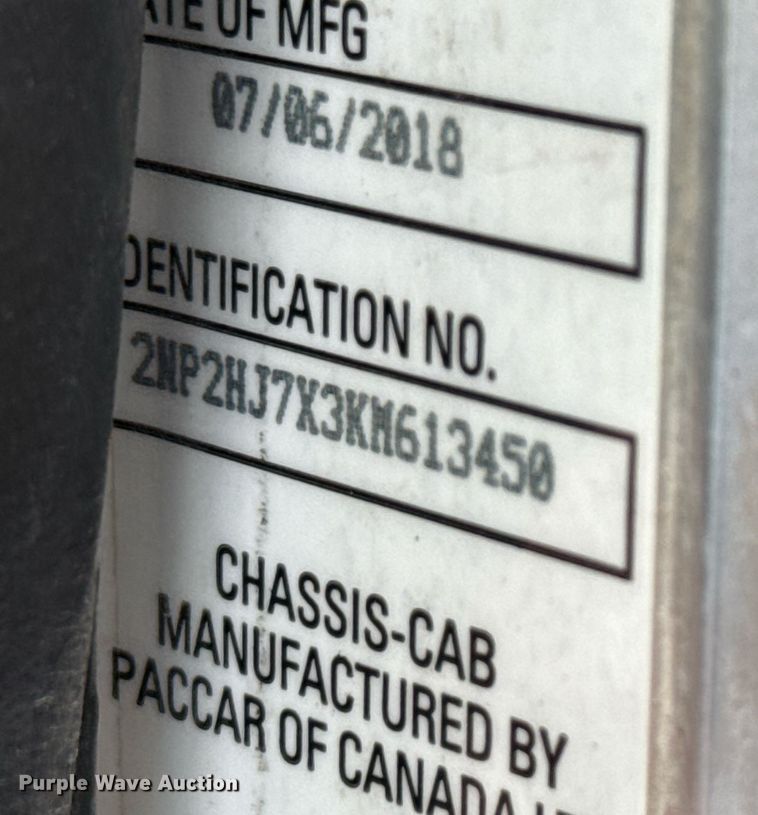 ATE OF MFG
07/06/2018
DENTIFICATION NO.
2NP2HJ7X3KM613450
CHASSIS-CAB
MANUFACTURED BY
PACCAR OF CANADA
Purple Wave Auction